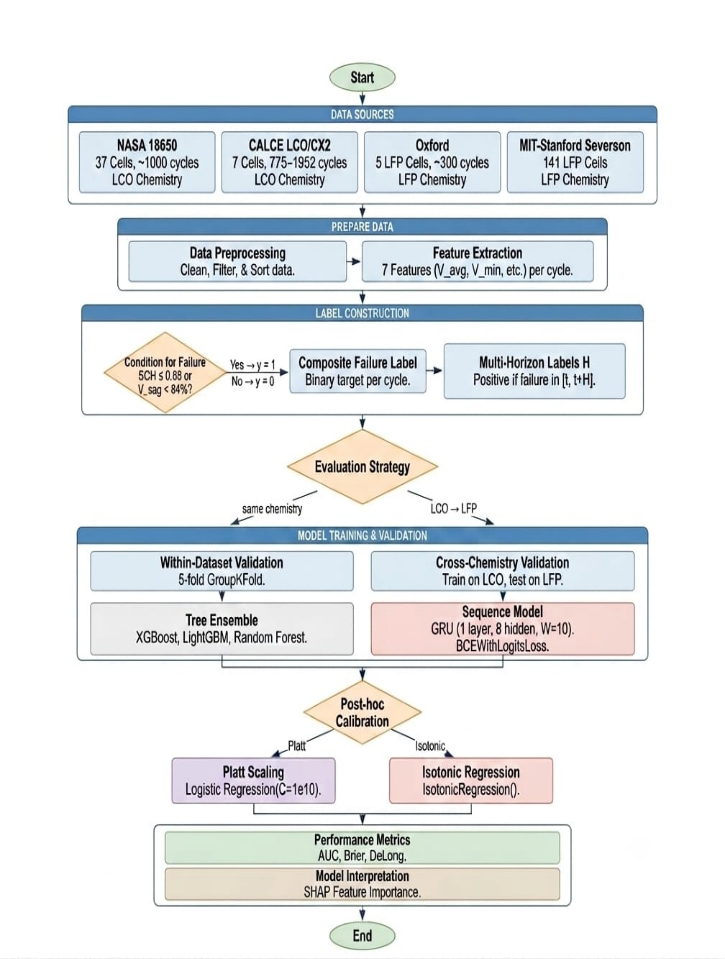 Start
DATA SOURCES
NASA 18650
37 Cells, ~1000 cycles
LCO Chemistry
CALCE LCO/CX2
7 Cells, 775–1952 cycles
LCO Chemistry
Oxford
5 LFP Cells, ~300 cycles
LFP Chemistry
MIT-Stanford Severson
141 LFP Cells
LFP Chemistry
PREPARE DATA
Data Preprocessing
Clean, Filter, & Sort data.
Feature Extraction
7 Features (V_avg, V_min, etc.) per cycle.
LABEL CONSTRUCTION
Condition for Failure
SCH ≤ 0.88 or
V_sag < 84%?
Yes → y = 1
No → y = 0
Composite Failure Label
Binary target per cycle.
Multi-Horizon Labels H
Positive if failure in [t, t+H].
Evaluation Strategy
same chemistry
LCO → LFP
MODEL TRAINING & VALIDATION
Within-Dataset Validation
5-fold GroupKFold.
Cross-Chemistry Validation
Train on LCO, test on LFP.
Tree Ensemble
XGBoost, LightGBM, Random Forest.
Sequence Model
GRU (1 layer, 8 hidden, W=10).
BCEWithLogitsLoss.
Post-hoc
Calibration
Platt
Isotonic
Platt Scaling
Logistic Regression(C=1e10).
Isotonic Regression
IsotonicRegression().
Performance Metrics
AUC, Brier, DeLong.
Model Interpretation
SHAP Feature Importance.
End